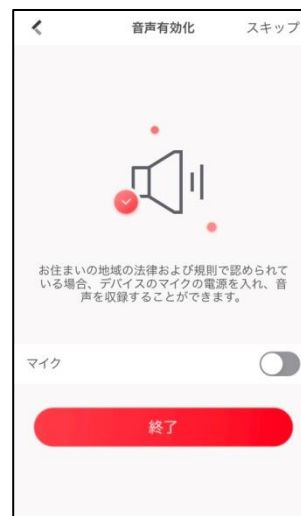 音声有効化 スキップ
お住まいの地域の法律および規則で認められて
いる場合、デバイスのマイクの電源を入れ、音
声を収録することができます。
マイク
終了